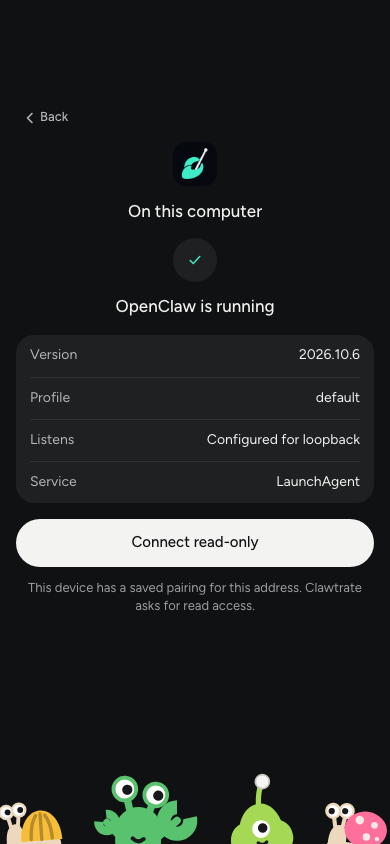 Back
On this computer
OpenClaw is running
Version 2026.10.6
Profile default
Listens Configured for loopback
Service LaunchAgent
Connect read-only
This device has a saved pairing for this address. Clawtrate
asks for read access.